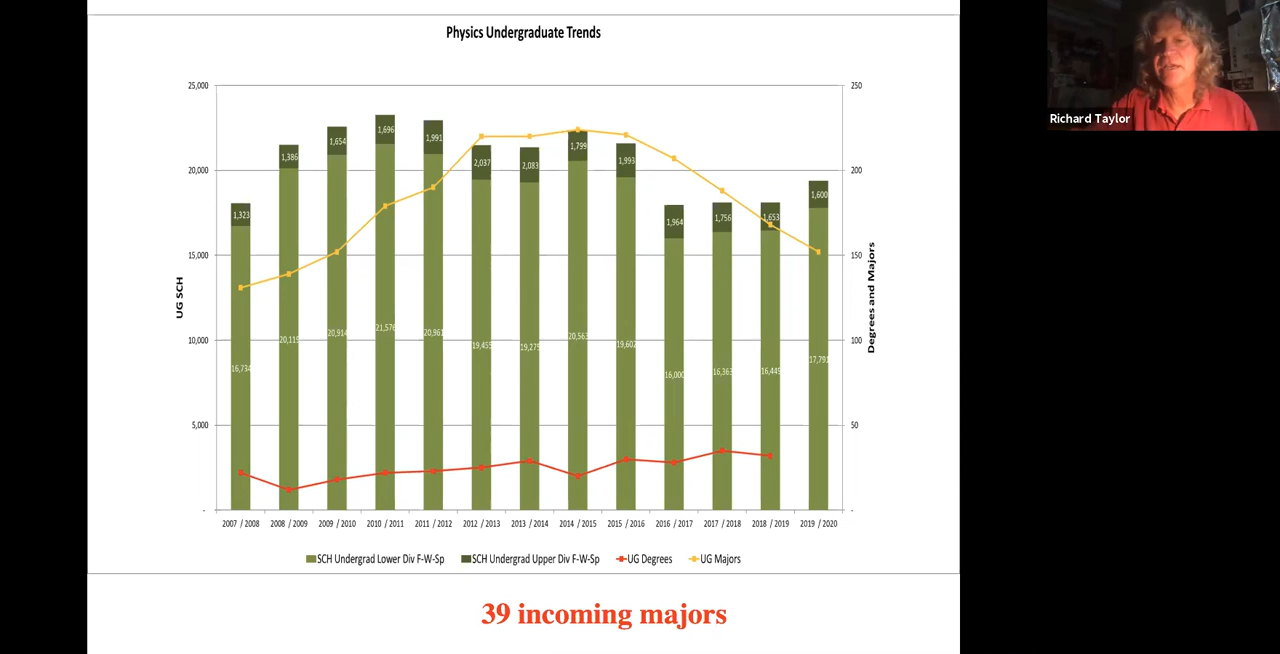 Physics Undergraduate Trends
Richard Taylor
25,000
20,000
15,000
10,000
5,000
-
UG SCH
250
200
150
100
50
-
Degrees and Majors
1,323
1,386
1,654
1,696
1,991
2,037
2,083
1,799
1,993
1,964
1,756
1,653
1,600
16,734
20,119
20,914
21,576
20,961
19,455
19,275
20,563
19,602
16,000
16,363
16,449
17,791
2007 / 2008
2008 / 2009
2009 / 2010
2010 / 2011
2011 / 2012
2012 / 2013
2013 / 2014
2014 / 2015
2015 / 2016
2016 / 2017
2017 / 2018
2018 / 2019
2019 / 2020
SCH Undergrad Lower Div F-W-Sp
SCH Undergrad Upper Div F-W-Sp
UG Degrees
UG Majors
39 incoming majors